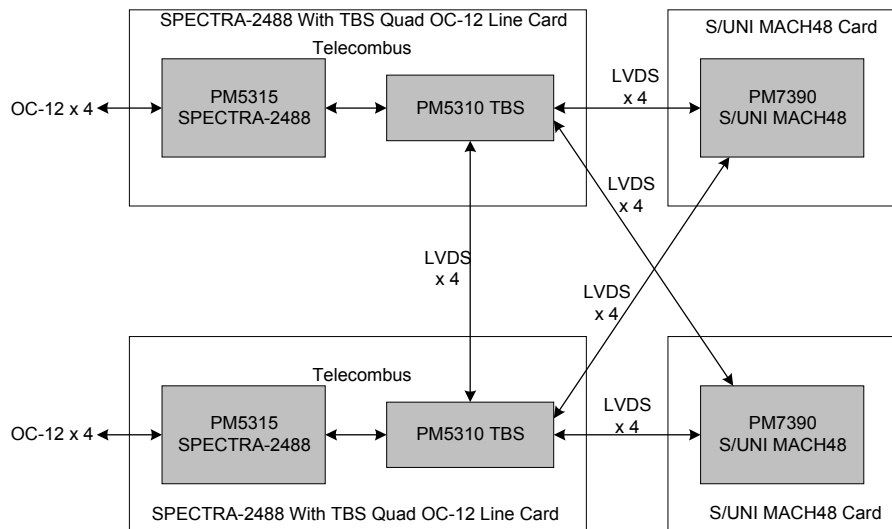 SPECTRA-2488 With TBS Quad OC-12 Line Card
S/UNI MACH48 Card
Telecombus
OC-12 x 4
PM5315
SPECTRA-2488
PM5310 TBS
LVDS
x 4
PM7390
S/UNI MACH48
LVDS
x 4
LVDS
x 4
LVDS
x 4
Telecombus
OC-12 x 4
PM5315
SPECTRA-2488
PM5310 TBS
LVDS
x 4
PM7390
S/UNI MACH48
SPECTRA-2488 With TBS Quad OC-12 Line Card
S/UNI MACH48 Card